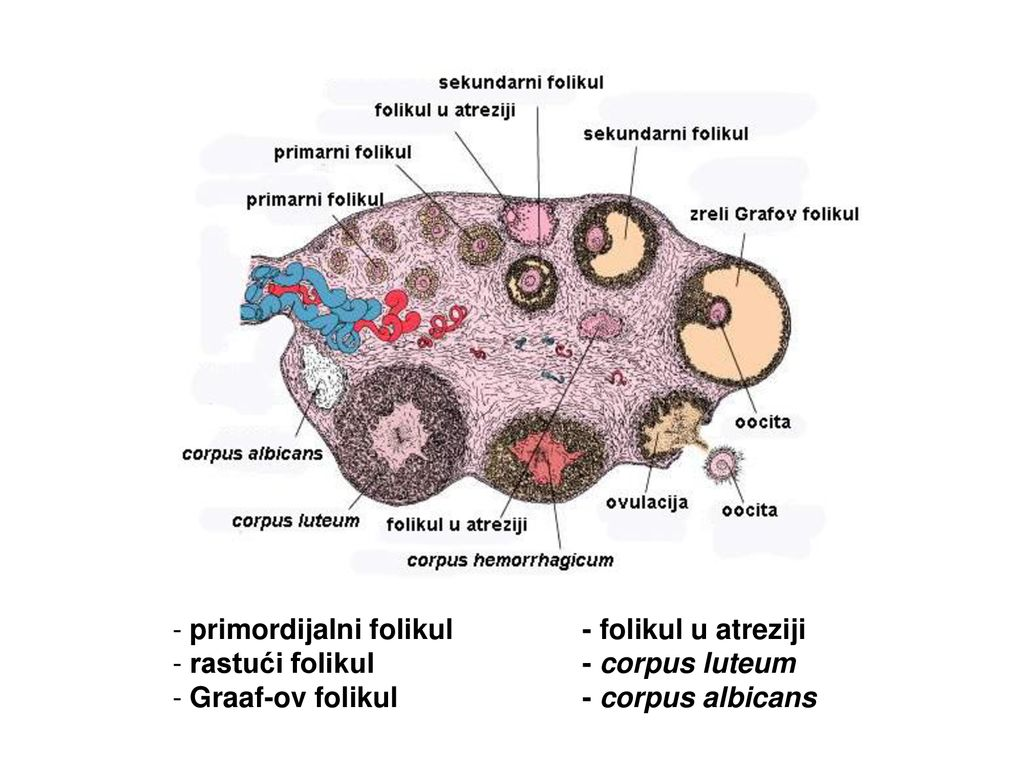 sekundarni folikul
folikul u atreziji
sekundarni folikul
primarni folikul
primarni folikul
zreli Grafov folikul
oocita
corpus albicans
ovulacija
oocita
corpus luteum
folikul u atreziji
corpus hemorrhagicum
- primordijalni folikul
- rastući folikul
- Graaf-ov folikul
- folikul u atreziji
- corpus luteum
- corpus albicans